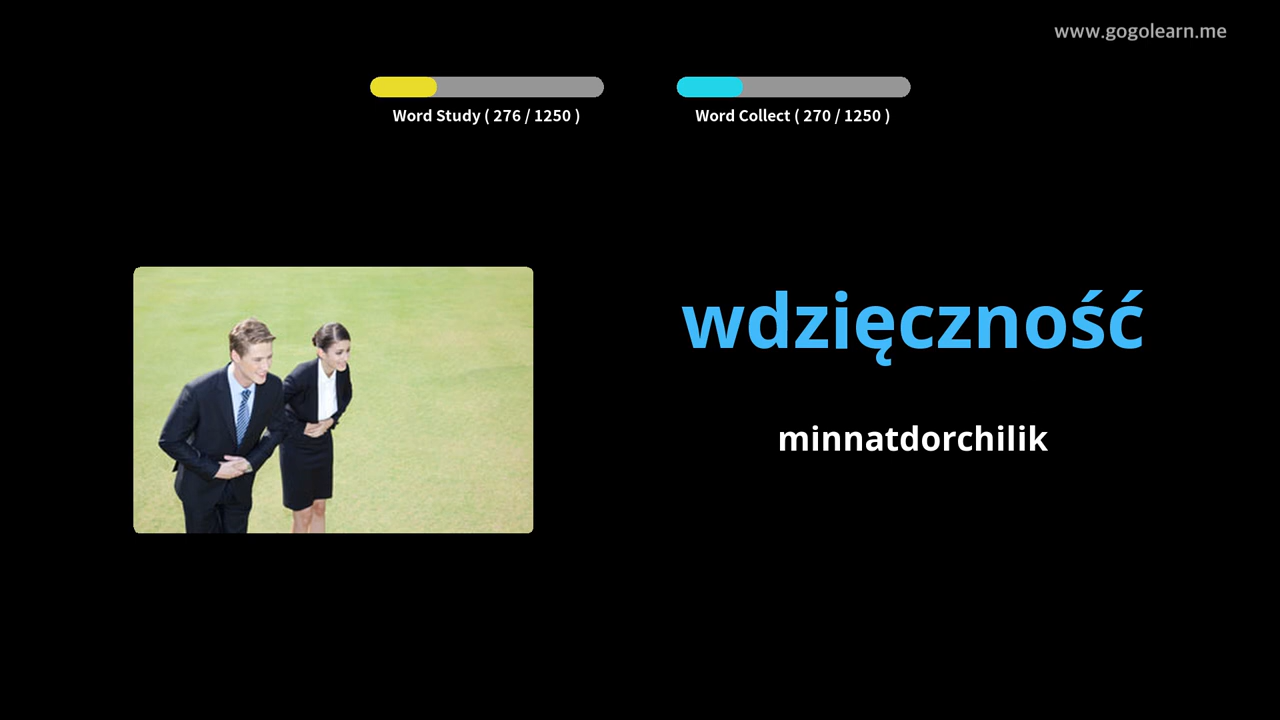 www.gogolearn.me
Word Study ( 276 / 1250 )
Word Collect ( 270 / 1250 )
wdzięczność
minnatdorchilik